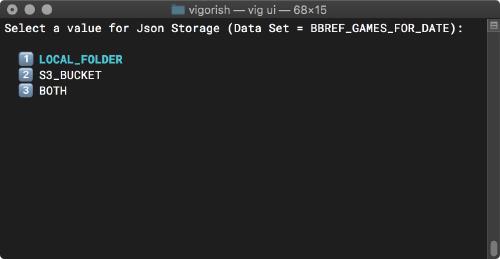 vigorish — vig ui — 68×15
Select a value for Json Storage (Data Set = BBREF_GAMES_FOR_DATE):
1 LOCAL_FOLDER
2 S3_BUCKET
3 BOTH